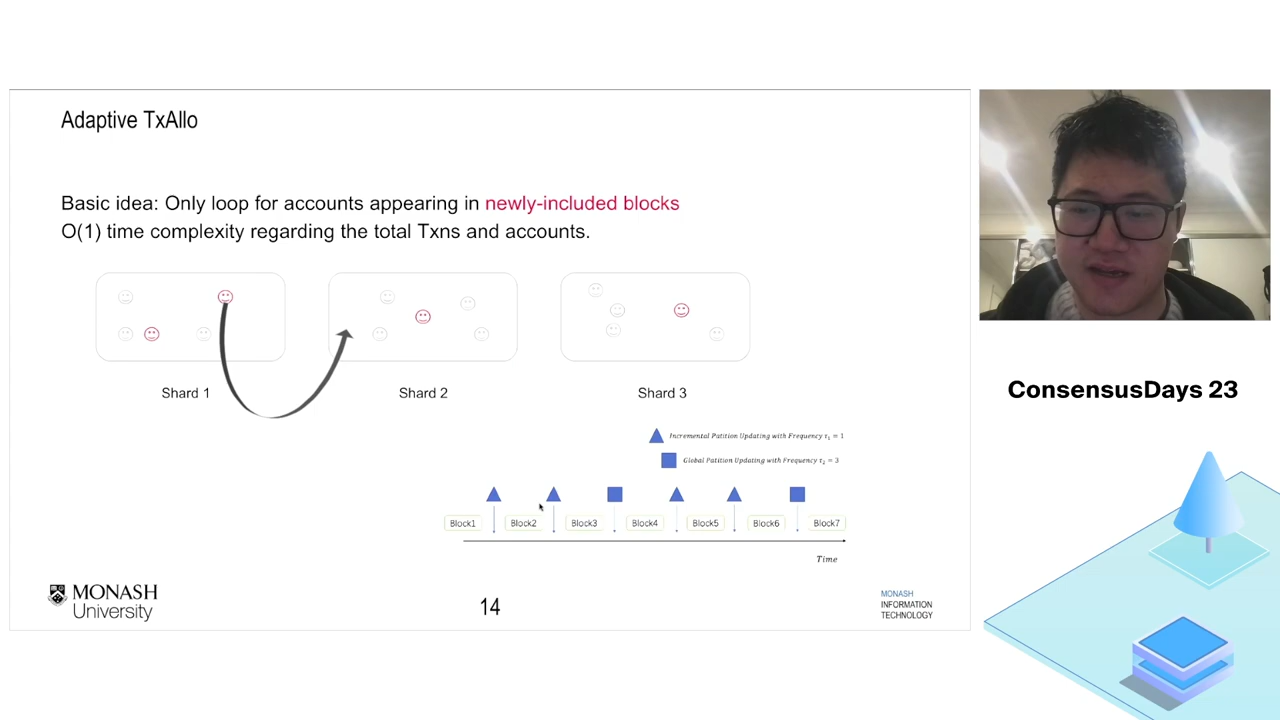 Adaptive TxAllo
Basic idea: Only loop for accounts appearing in newly-included blocks
O(1) time complexity regarding the total Txns and accounts.
Shard 1
Shard 2
Shard 3
Incremental Patition Updating with Frequency τ₁ = 1
Global Patition Updating with Frequency τ₂ = 3
Block1
Block2
Block3
Block4
Block5
Block6
Block7
Time
MONASH
University
14
MONASH
INFORMATION
TECHNOLOGY
ConsensusDays 23